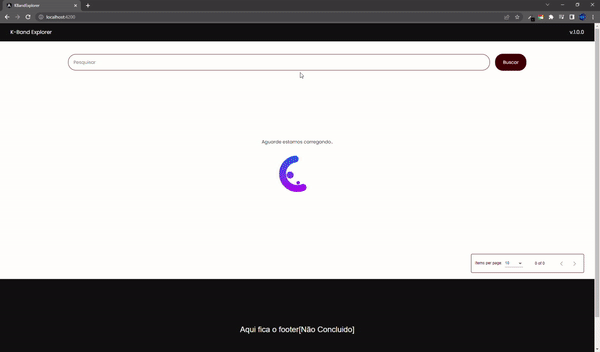 KBandExplorer
localhost:4200
K-Band Explorer
v.1.0.0
Pesquisar
Buscar
Aguarde estamos carregando...
Items per page: 10
0 of 0
Aqui fica o footer[Não Concluído]